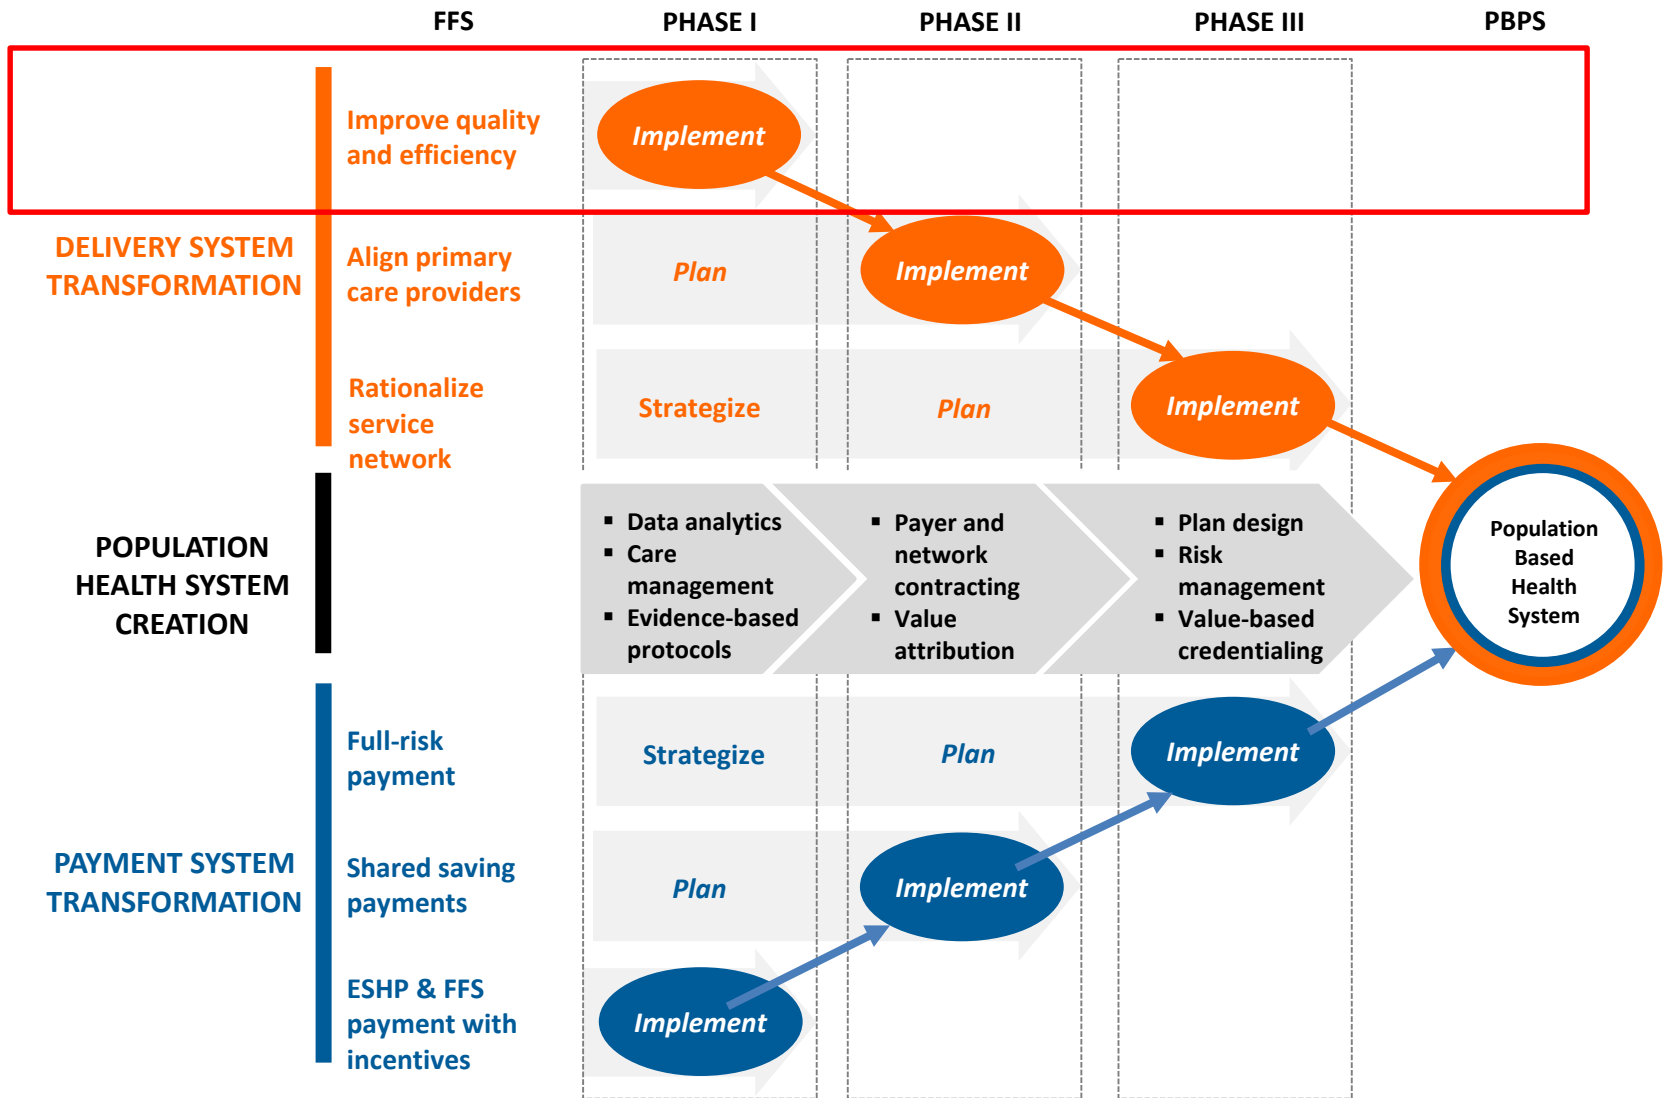 FFS
PHASE I
PHASE II
PHASE III
PBPS
Improve quality
and efficiency
Implement
DELIVERY SYSTEM
TRANSFORMATION
Align primary
care providers
Plan
Implement
Rationalize
service
network
Strategize
Plan
Implement
POPULATION
HEALTH SYSTEM
CREATION
▪ Data analytics
▪ Care
management
▪ Evidence-based
protocols
▪ Payer and
network
contracting
▪ Value
attribution
▪ Plan design
▪ Risk
management
▪ Value-based
credentialing
Population
Based
Health
System
Full-risk
payment
Strategize
Plan
Implement
PAYMENT SYSTEM
TRANSFORMATION
Shared saving
payments
Plan
Implement
ESHP & FFS
payment with
incentives
Implement